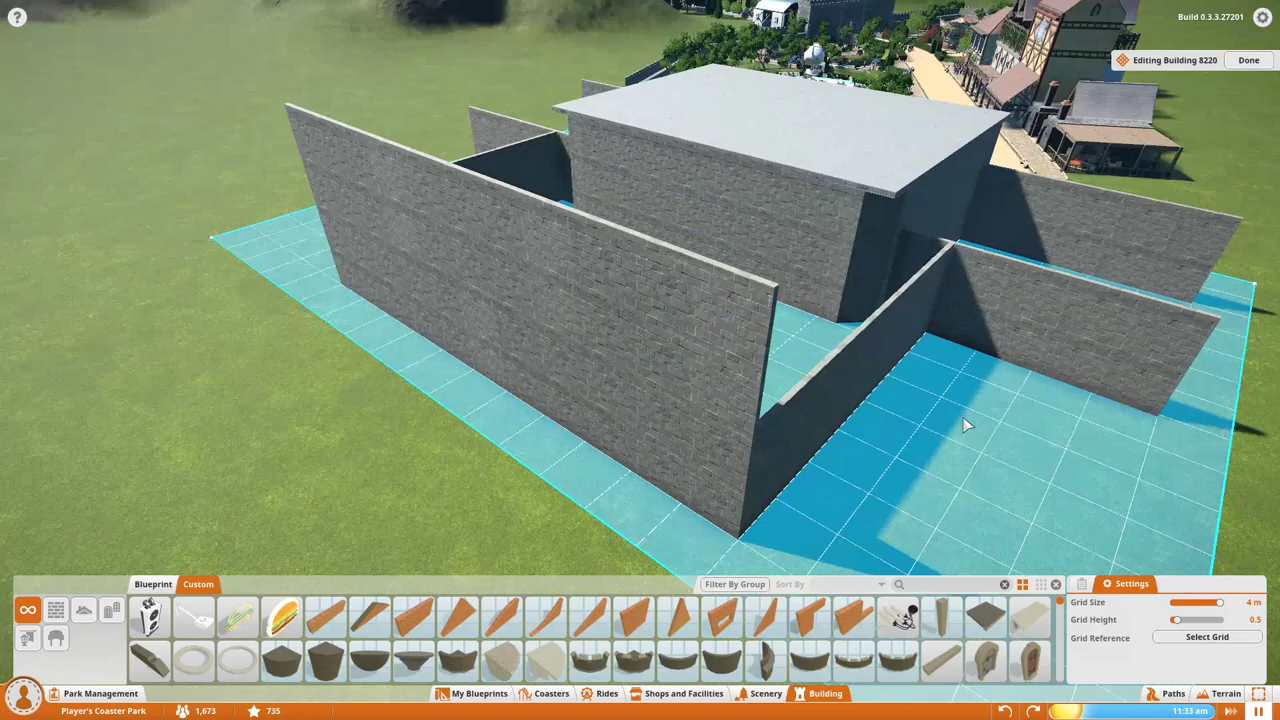 ?
Build 0.3.3.27201
Editing Building 8220 Done
Blueprint Custom Filter By Group Sort By Settings
Grid Size 4 m
Grid Height 0.5
Grid Reference Select Grid
Park Management My Blueprints Coasters Rides Shops and Facilities Scenery Building Paths Terrain
Player's Coaster Park 1,673 735 11:33 am